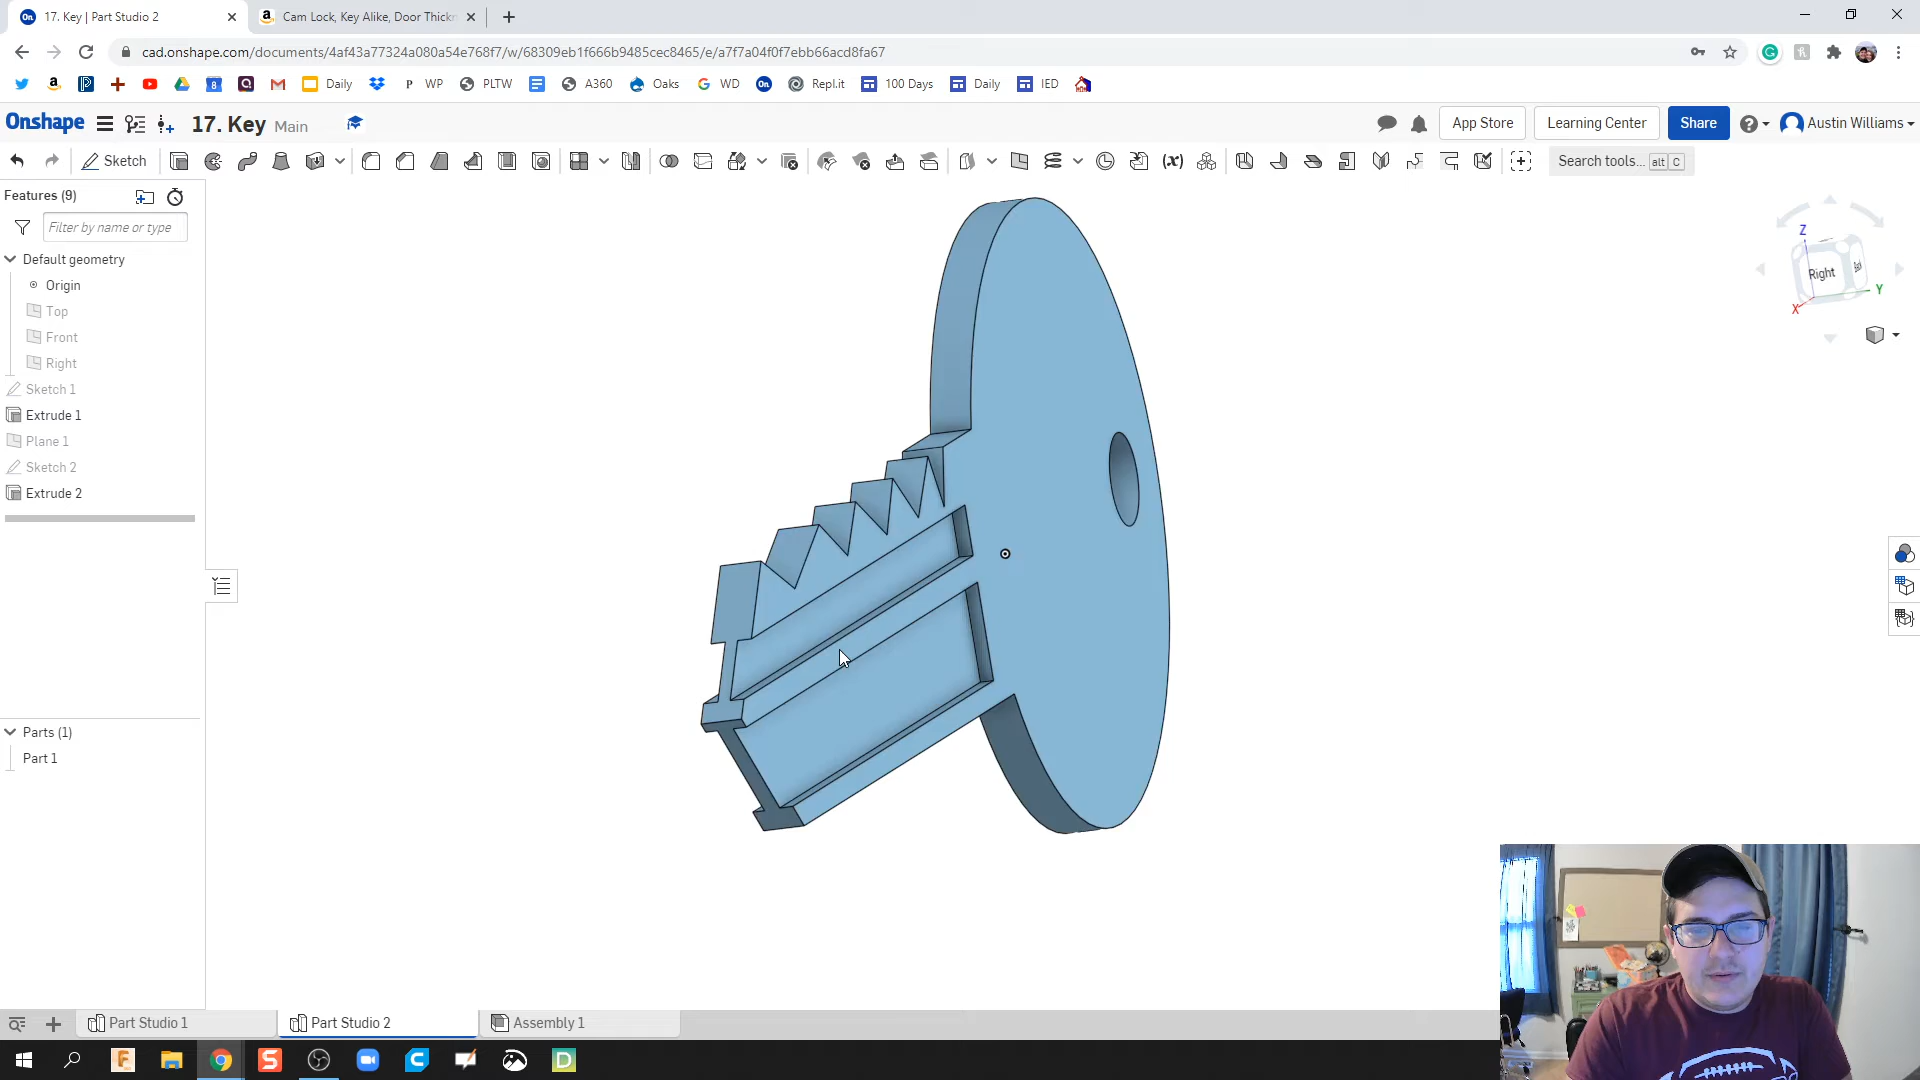 17. Key | Part Studio 2
Cam Lock, Key Alike, Door Thickn
cad.onshape.com/documents/4af43a77324a080a54e768f7/w/68309eb1f666b9485cec8465/e/a7f7a04f0f7ebb66acd8fa67
Daily
WP
PLTW
A360
Oaks
WD
Repl.it
100 Days
Daily
IED
Onshape
17. Key Main
App Store
Learning Center
Share
Austin Williams
Sketch
Search tools... alt C
Features (9)
Filter by name or type
Default geometry
Origin
Top
Front
Right
Sketch 1
Extrude 1
Plane 1
Sketch 2
Extrude 2
Z
Right
Y
X
Parts (1)
Part 1
Part Studio 1
Part Studio 2
Assembly 1